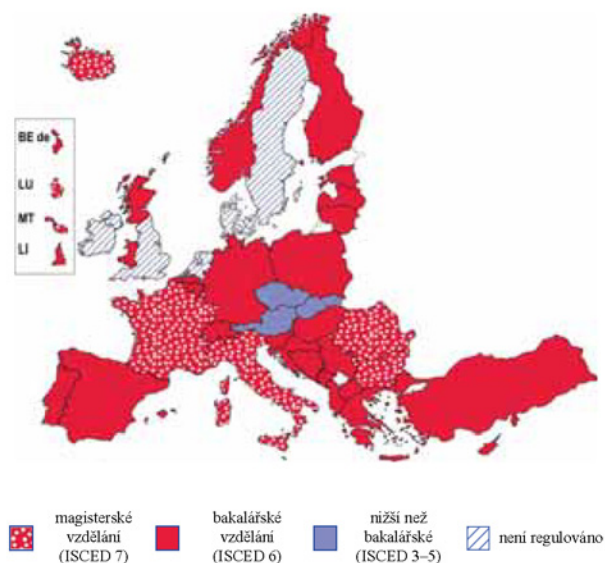 BE de
LU
MT
LI
magisterské
vzdělání
(ISCED 7)
bakalářské
vzdělání
(ISCED 6)
nižší než
bakalářské
(ISCED 3–5)
není regulováno